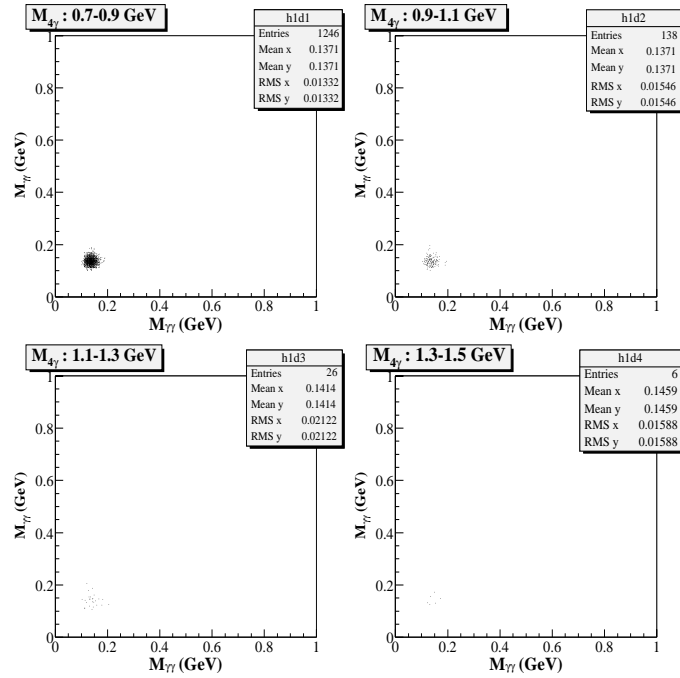 M4γ : 0.7-0.9 GeV
h1d1
Entries 1246
Mean x 0.1371
Mean y 0.1371
RMS x 0.01332
RMS y 0.01332
1
0.8
0.6
0.4
0.2
0
Mγγ (GeV)
0 0.2 0.4 0.6 0.8 1
Mγγ (GeV)
M4γ : 0.9-1.1 GeV
h1d2
Entries 138
Mean x 0.1371
Mean y 0.1371
RMS x 0.01546
RMS y 0.01546
1
0.8
0.6
0.4
0.2
0
Mγγ (GeV)
0 0.2 0.4 0.6 0.8 1
Mγγ (GeV)
M4γ : 1.1-1.3 GeV
h1d3
Entries 26
Mean x 0.1414
Mean y 0.1414
RMS x 0.02122
RMS y 0.02122
1
0.8
0.6
0.4
0.2
0
Mγγ (GeV)
0 0.2 0.4 0.6 0.8 1
Mγγ (GeV)
M4γ : 1.3-1.5 GeV
h1d4
Entries 6
Mean x 0.1459
Mean y 0.1459
RMS x 0.01588
RMS y 0.01588
1
0.8
0.6
0.4
0.2
0
Mγγ (GeV)
0 0.2 0.4 0.6 0.8 1
Mγγ (GeV)